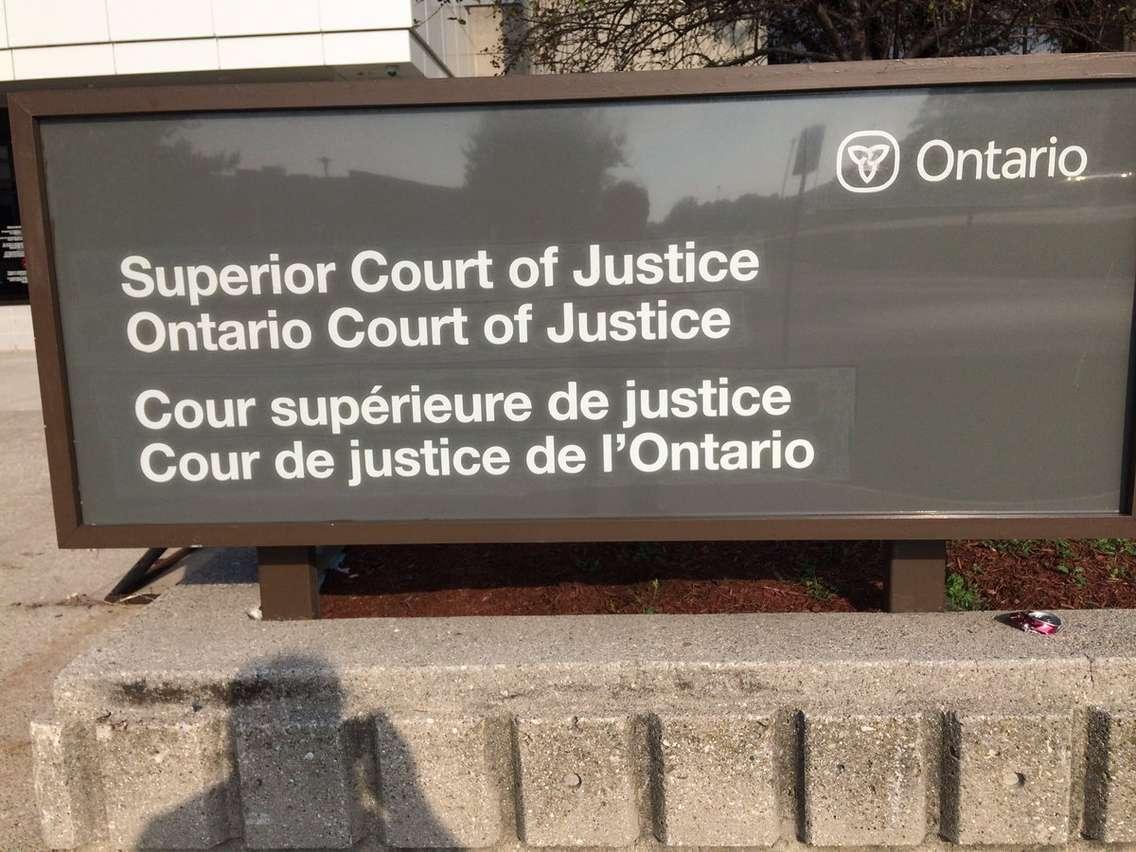 Ontario
Superior Court of Justice
Ontario Court of Justice
Cour supérieure de justice
Cour de justice de l'Ontario